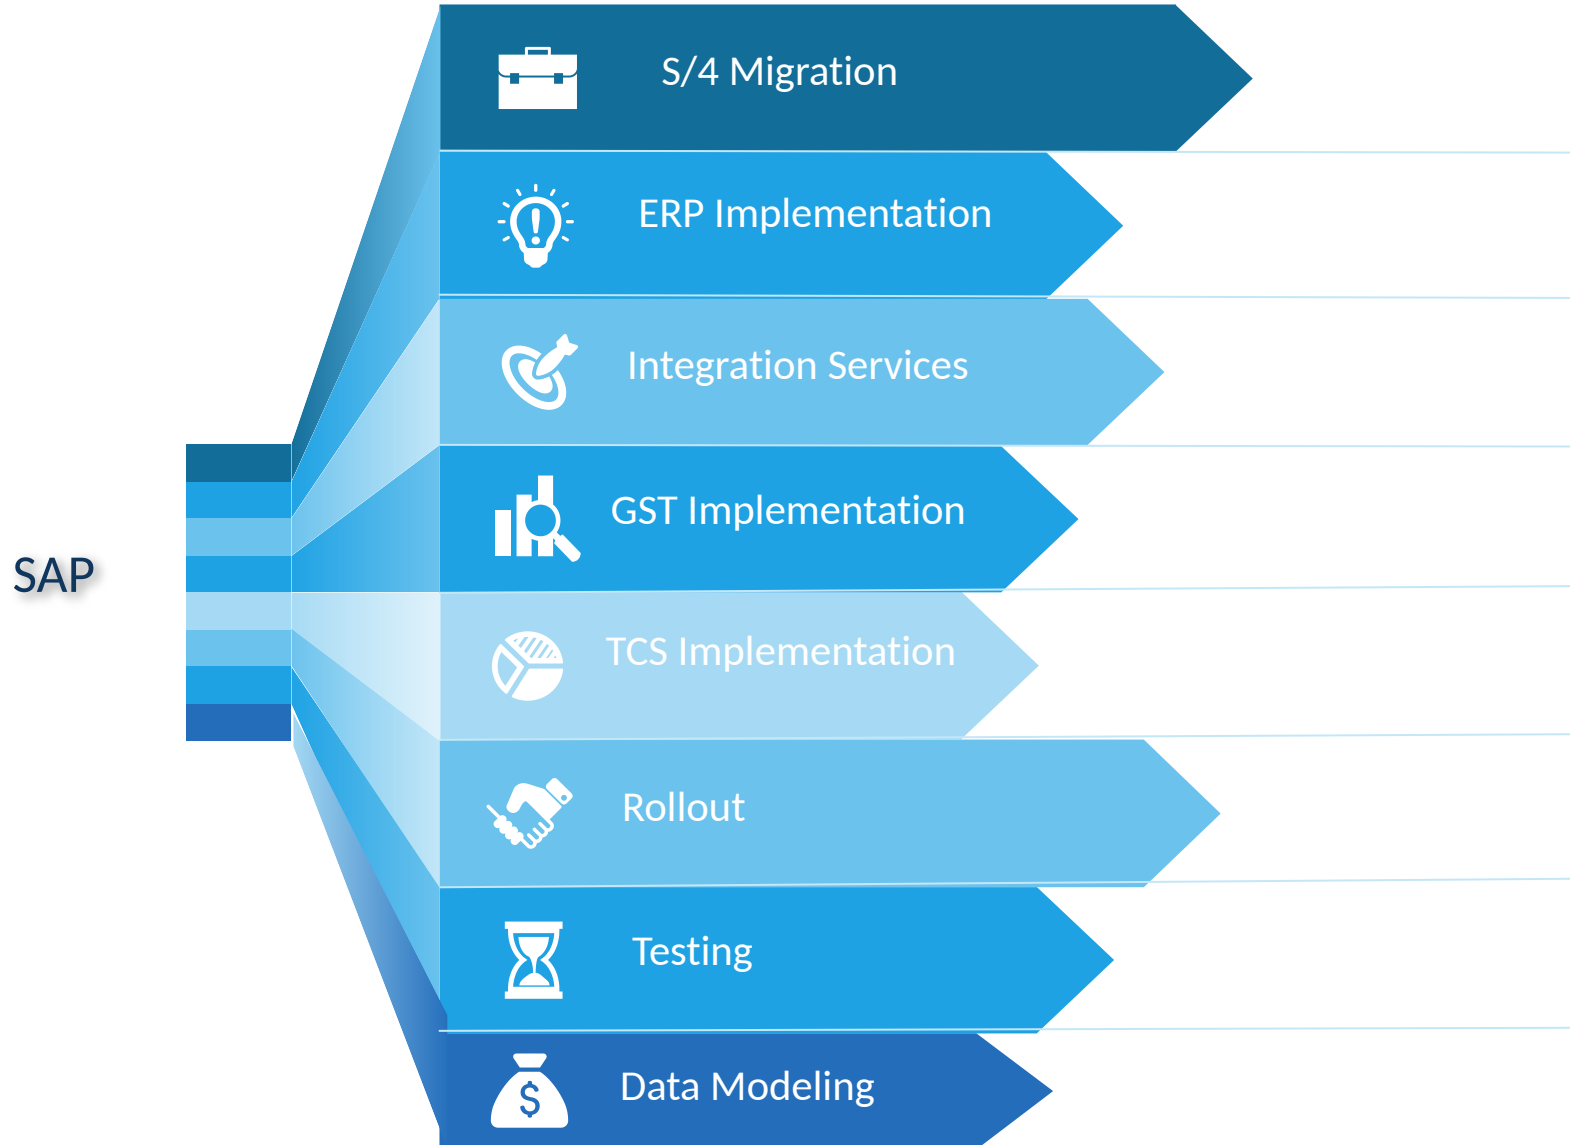 S/4 Migration
ERP Implementation
Integration Services
GST Implementation
SAP
TCS Implementation
Rollout
Testing
$
Data Modeling